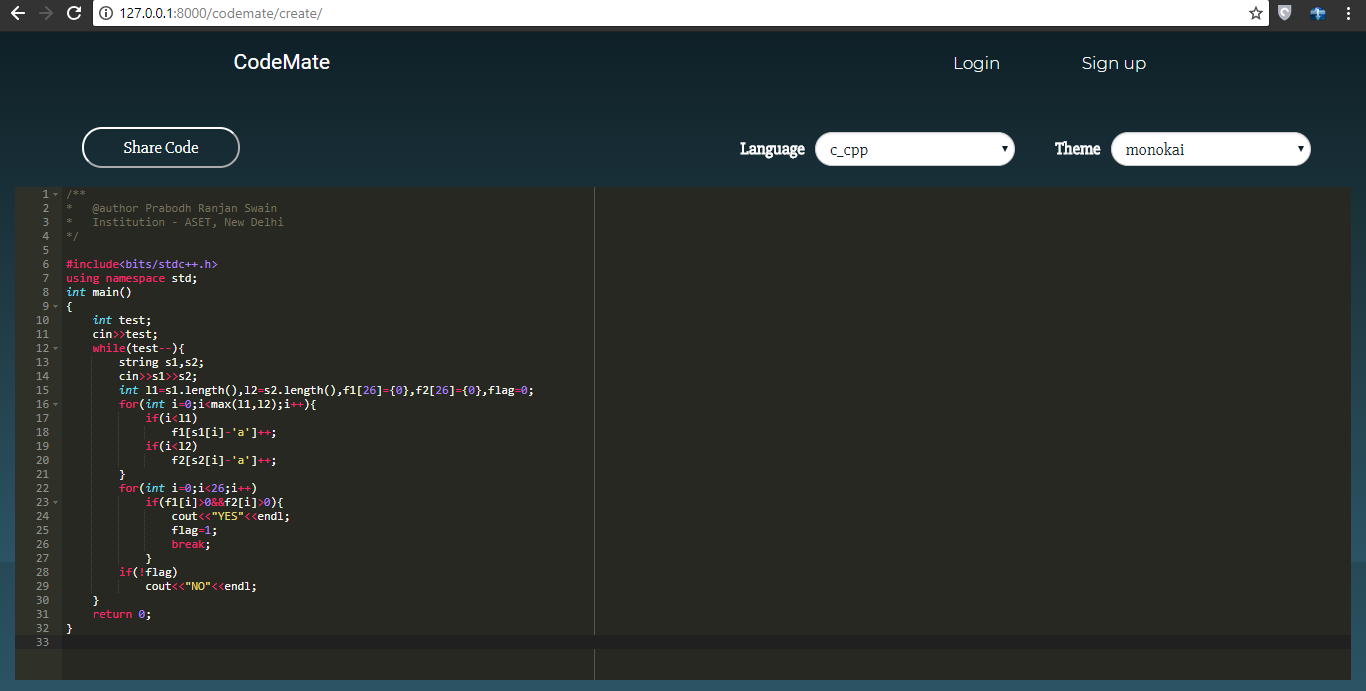 127.0.0.1:8000/codemate/create/
CodeMate Login Sign up
Share Code Language c_cpp Theme monokai
1 /**
2 *   @author Prabodh Ranjan Swain
3 *   Institution - ASET, New Delhi
4 */
5
6 #include<bits/stdc++.h>
7 using namespace std;
8 int main()
9 {
10     int test;
11     cin>>test;
12     while(test--){
13         string s1,s2;
14         cin>>s1>>s2;
15         int l1=s1.length(),l2=s2.length(),f1[26]={0},f2[26]={0},flag=0;
16         for(int i=0;i<max(l1,l2);i++){
17             if(i<l1)
18                 f1[s1[i]-'a']++;
19             if(i<l2)
20                 f2[s2[i]-'a']++;
21         }
22         for(int i=0;i<26;i++)
23             if(f1[i]>0&&f2[i]>0){
24                 cout<<"YES"<<endl;
25                 flag=1;
26                 break;
27             }
28         if(!flag)
29             cout<<"NO"<<endl;
30     }
31     return 0;
32 }
33